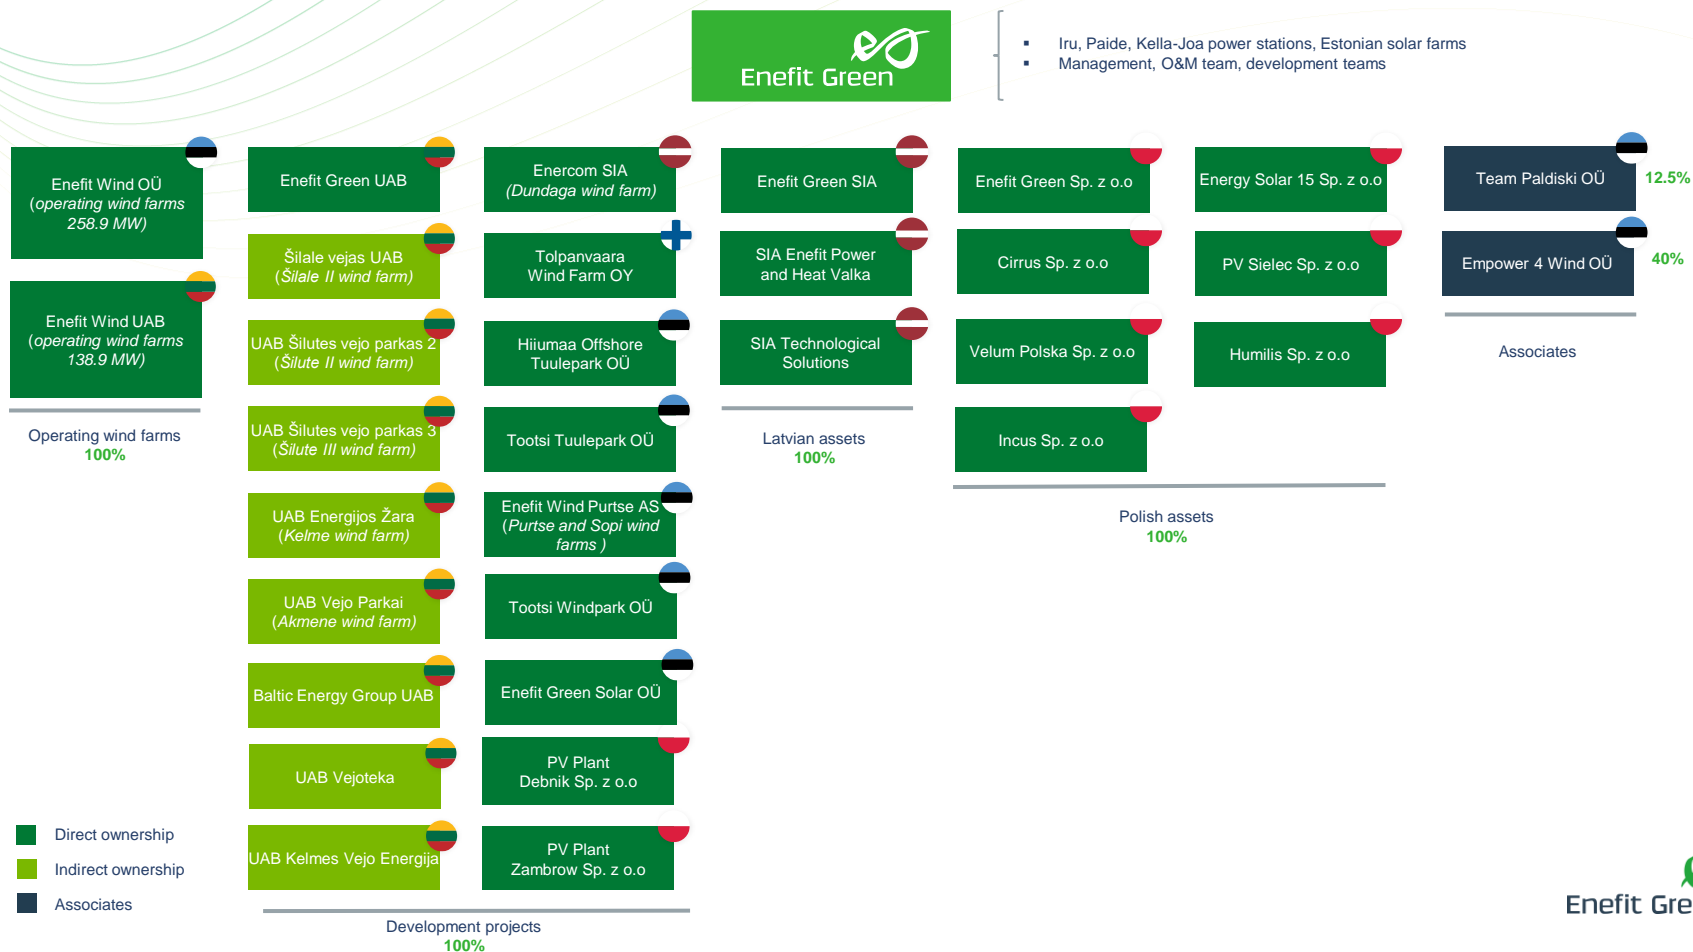 Enefit Green
▪ Iru, Paide, Kella-Joa power stations, Estonian solar farms
▪ Management, O&M team, development teams
Enefit Wind OÜ
(operating wind farms
258.9 MW)
Enefit Wind UAB
(operating wind farms
138.9 MW)
Operating wind farms
100%
Enefit Green UAB
Šilale vejas UAB
(Šilale II wind farm)
UAB Šilutes vejo parkas 2
(Šilute II wind farm)
UAB Šilutes vejo parkas 3
(Šilute III wind farm)
UAB Energijos Žara
(Kelme wind farm)
UAB Vejo Parkai
(Akmene wind farm)
Baltic Energy Group UAB
UAB Vejoteka
UAB Kelmes Vejo Energija
Enercom SIA
(Dundaga wind farm)
Tolpanvaara
Wind Farm OY
Hiiumaa Offshore
Tuulepark OÜ
Tootsi Tuulepark OÜ
Enefit Wind Purtse AS
(Purtse and Sopi wind
farms )
Tootsi Windpark OÜ
Enefit Green Solar OÜ
PV Plant
Debnik Sp. z o.o
PV Plant
Zambrow Sp. z o.o
Development projects
100%
Enefit Green SIA
SIA Enefit Power
and Heat Valka
SIA Technological
Solutions
Latvian assets
100%
Enefit Green Sp. z o.o
Cirrus Sp. z o.o
Velum Polska Sp. z o.o
Incus Sp. z o.o
Energy Solar 15 Sp. z o.o
PV Sielec Sp. z o.o
Humilis Sp. z o.o
Polish assets
100%
Team Paldiski OÜ
12.5%
Empower 4 Wind OÜ
40%
Associates
Direct ownership
Indirect ownership
Associates
Enefit Gre